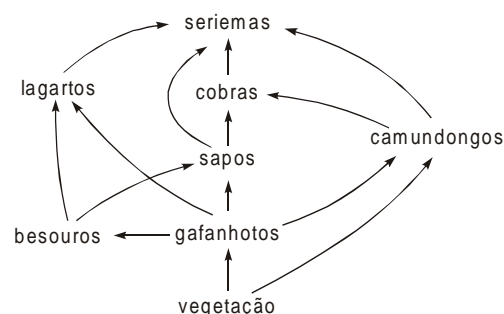 seriemas
lagartos
cobras
camundongos
sapos
besouros
gafanhotos
vegetação